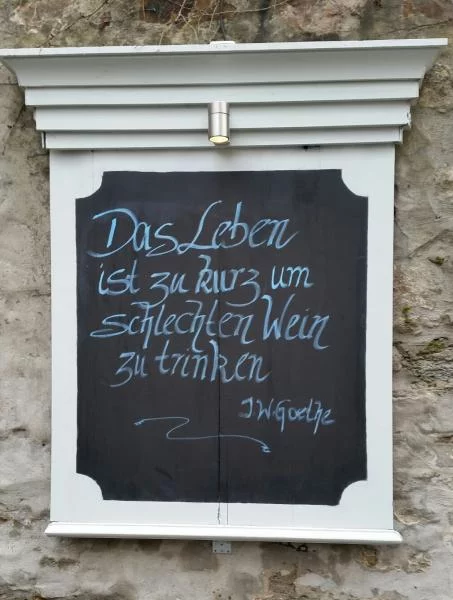 Das Leben
ist zu kurz um
schlechten Wein
zu trinken
J.W. Goethe